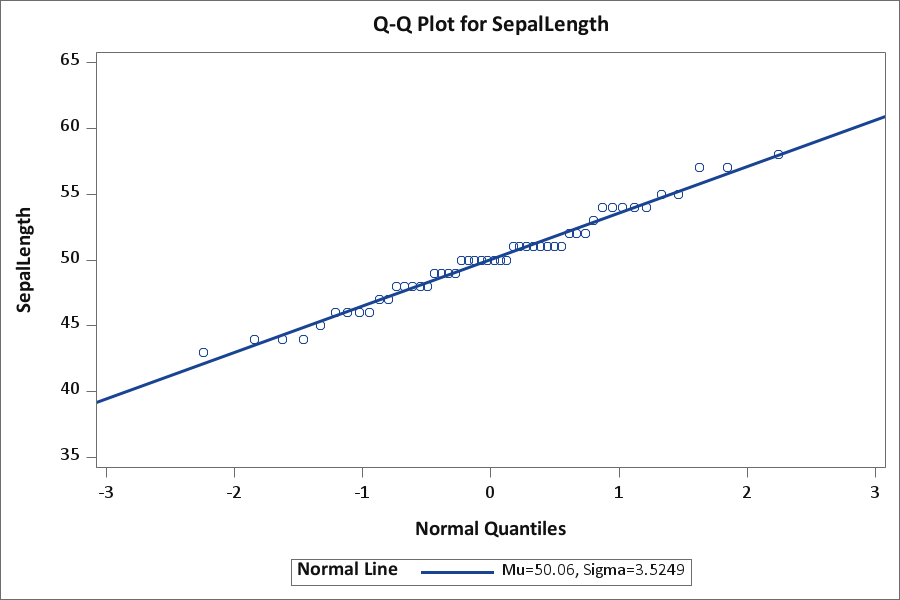 Q-Q Plot for SepalLength
65
60
55
50
45
40
35
SepalLength
-3 -2 -1 0 1 2 3
Normal Quantiles
Normal Line Mu=50.06, Sigma=3.5249